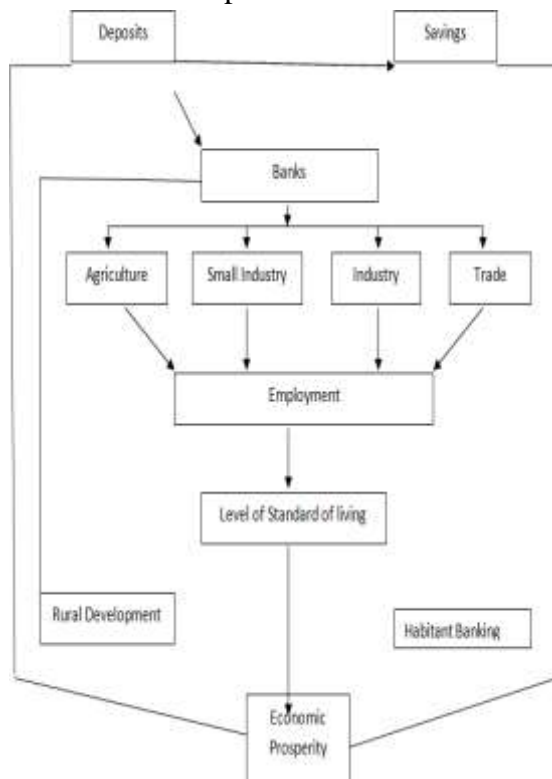 Deposits
Savings
Banks
Agriculture
Small Industry
Industry
Trade
Employment
Level of Standard of living
Rural Development
Habitant Banking
Economic
Prosperity